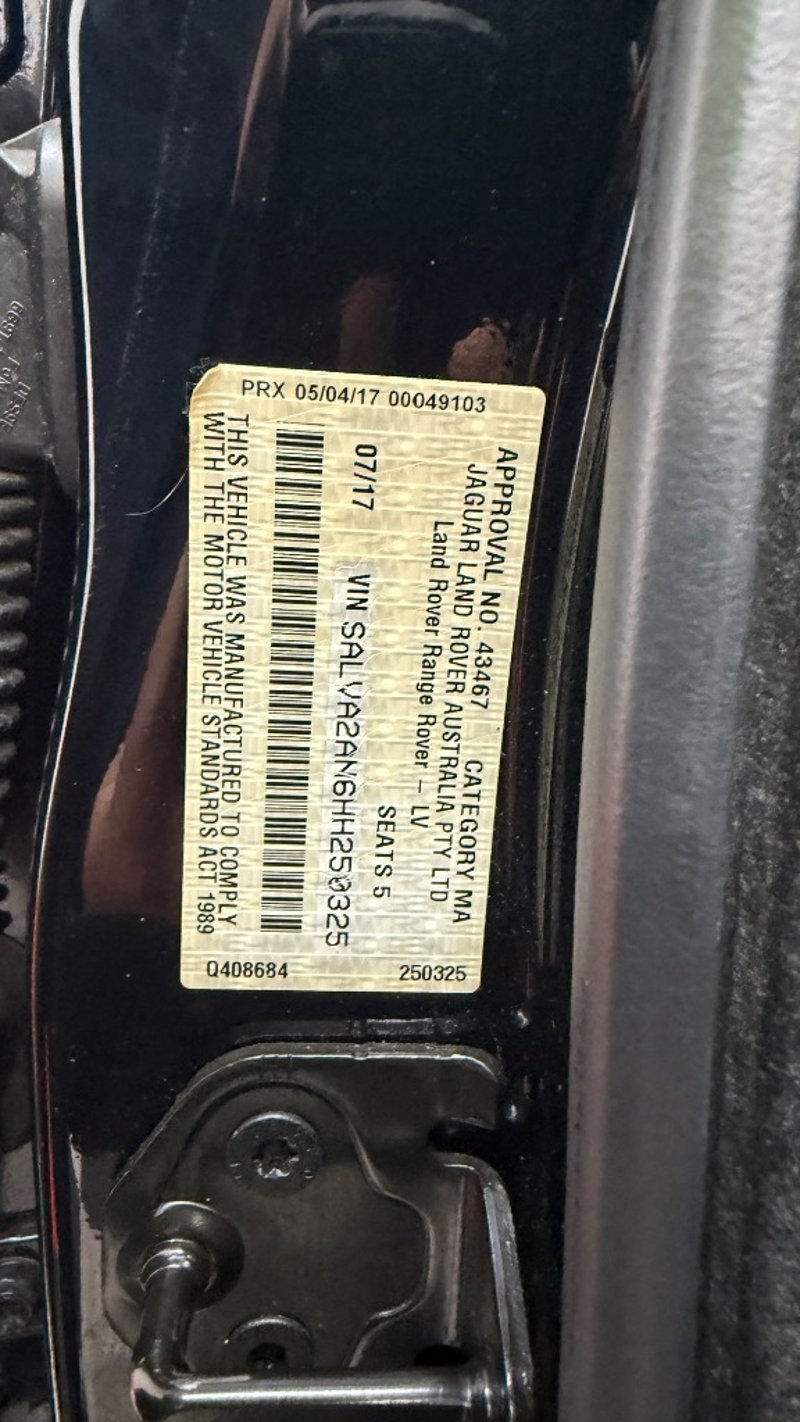 PRX 05/04/17 00049103
APPROVAL NO. 43467 CATEGORY MA
JAGUAR LAND ROVER AUSTRALIA PTY LTD
Land Rover Range Rover – LV
07/17 SEATS 5
VIN SALVA2AN6HH250325
THIS VEHICLE WAS MANUFACTURED TO COMPLY
WITH THE MOTOR VEHICLE STANDARDS ACT 1989
Q408684 250325